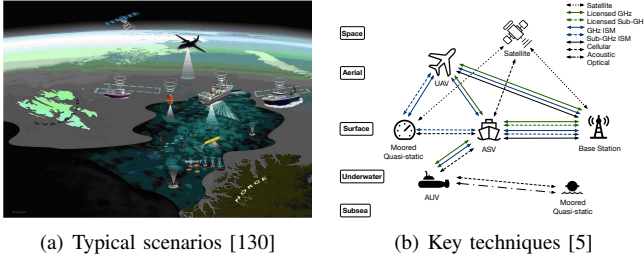 Satellite
Licensed GHz
Licensed Sub-GH
GHz ISM
Sub-GHz ISM
Cellular
Acoustic
Optical
Space
Satellite
Aerial
UAV
Surface
Moored
Quasi-static
ASV
Base Station
Underwater
AUV
Moored
Quasi-static
Subsea
NORGE
(a) Typical scenarios [130]
(b) Key techniques [5]